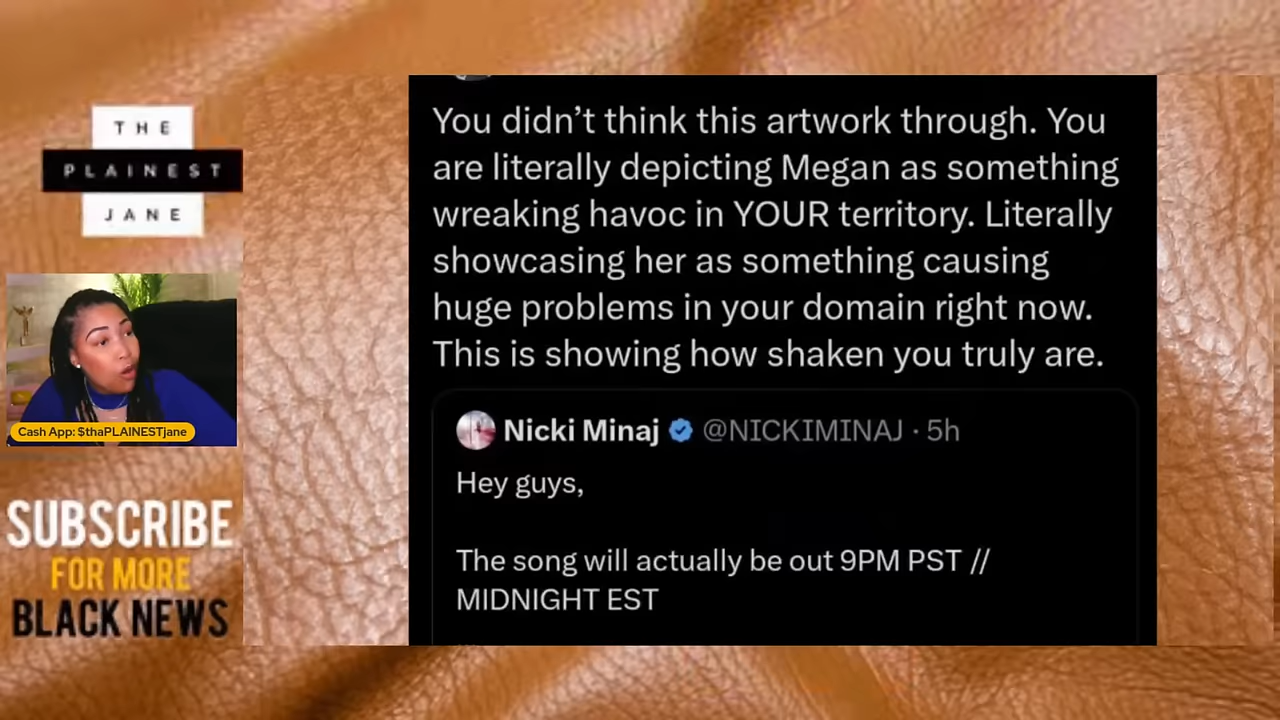 THE
PLAINEST
JANE
Cash App: $thaPLAINESTjane
SUBSCRIBE
FOR MORE
BLACK NEWS
You didn’t think this artwork through. You
are literally depicting Megan as something
wreaking havoc in YOUR territory. Literally
showcasing her as something causing
huge problems in your domain right now.
This is showing how shaken you truly are.
Nicki Minaj @NICKIMINAJ · 5h
Hey guys,
The song will actually be out 9PM PST //
MIDNIGHT EST